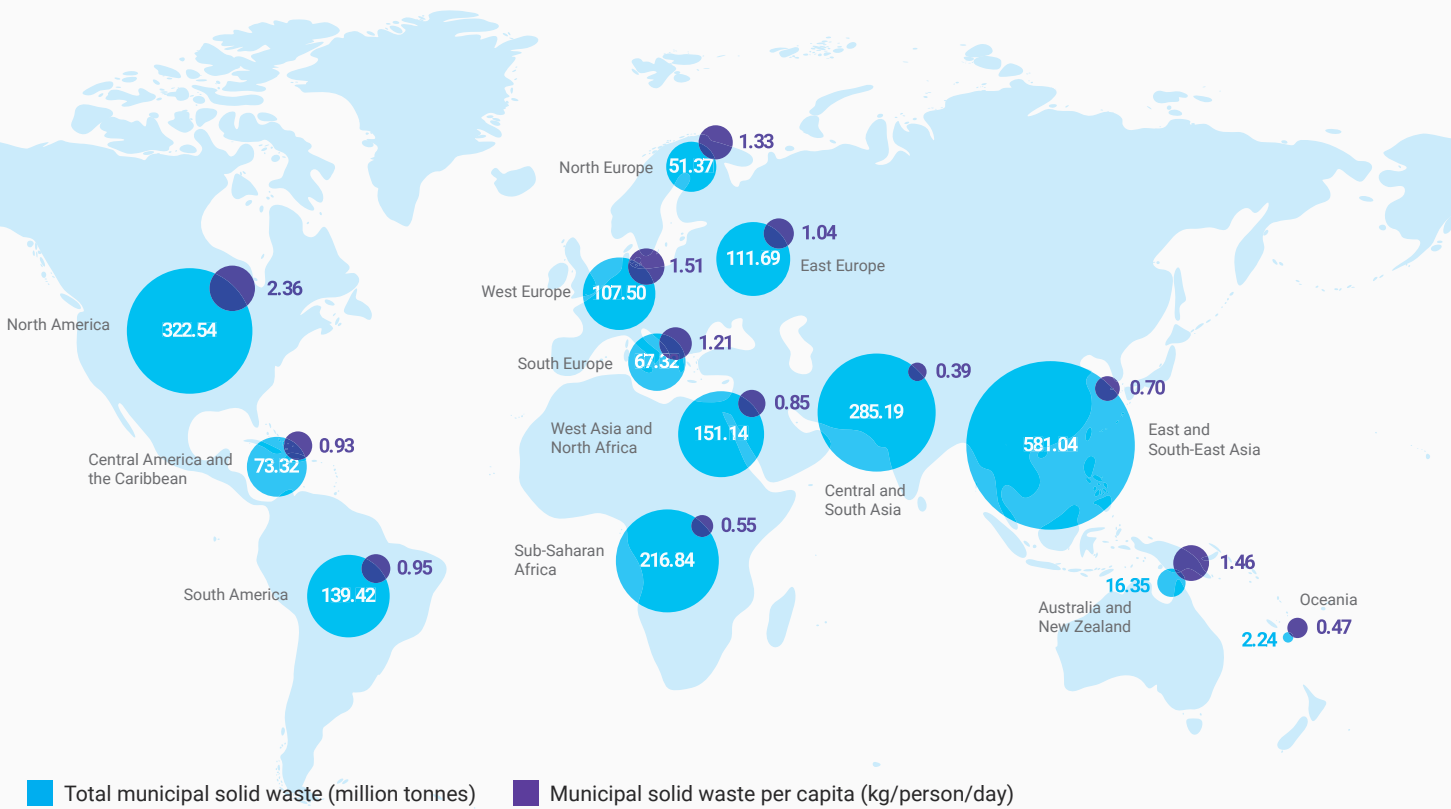 1.33
North Europe
51.37
1.04
111.69
East Europe
1.51
West Europe
107.50
2.36
North America
322.54
1.21
South Europe
67.32
0.39
285.19
Central and
South Asia
0.70
581.04
East and
South-East Asia
0.85
West Asia and
North Africa
151.14
0.93
Central America and
the Caribbean
73.32
0.55
Sub-Saharan
Africa
216.84
0.95
South America
139.42
1.46
16.35
Australia and
New Zealand
Oceania
0.47
2.24
Total municipal solid waste (million tonnes)
Municipal solid waste per capita (kg/person/day)